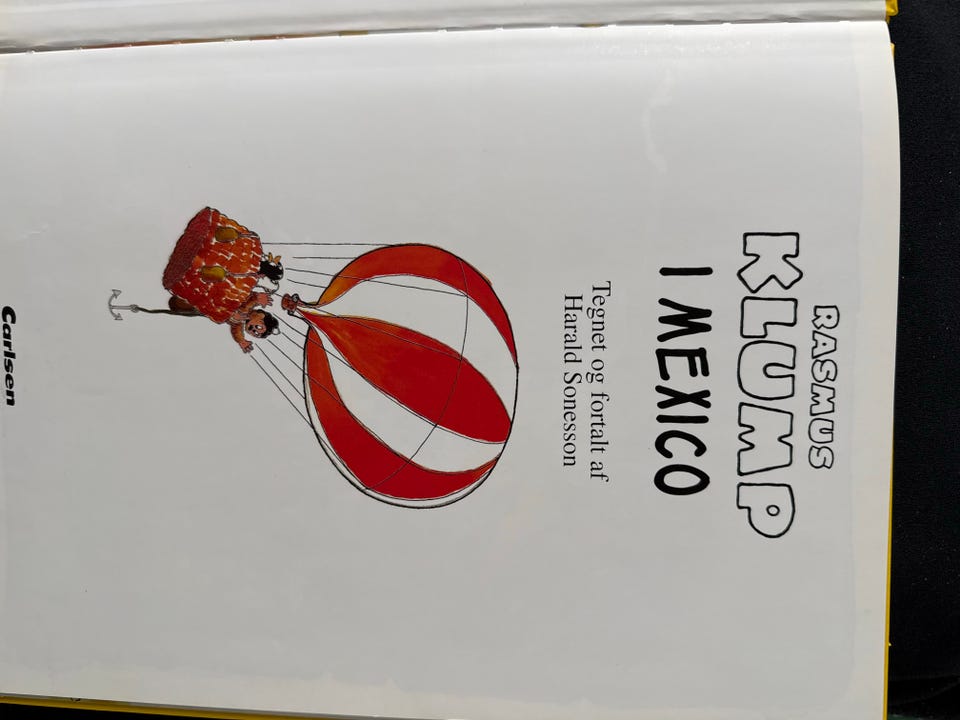 RASMUS
KLUMP
I MEXICO
Tegnet og fortalt af
Harald Sonesson
Carlsen